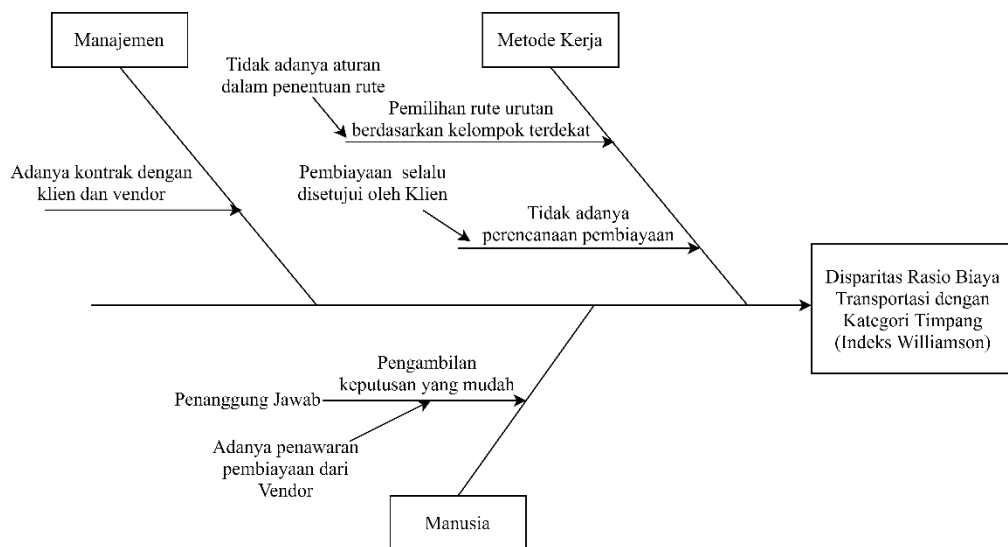 Manajemen
Metode Kerja
Tidak adanya aturan
dalam penentuan rute
Pemilihan rute urutan
berdasarkan kelompok terdekat
Adanya kontrak dengan
klien dan vendor
Pembiayaan selalu
disetujui oleh Klien
Tidak adanya
perencanaan pembiayaan
Disparitas Rasio Biaya
Transportasi dengan
Kategori Timpang
(Indeks Williamson)
Pengambilan
keputusan yang mudah
Penanggung Jawab
Adanya penawaran
pembiayaan dari
Vendor
Manusia